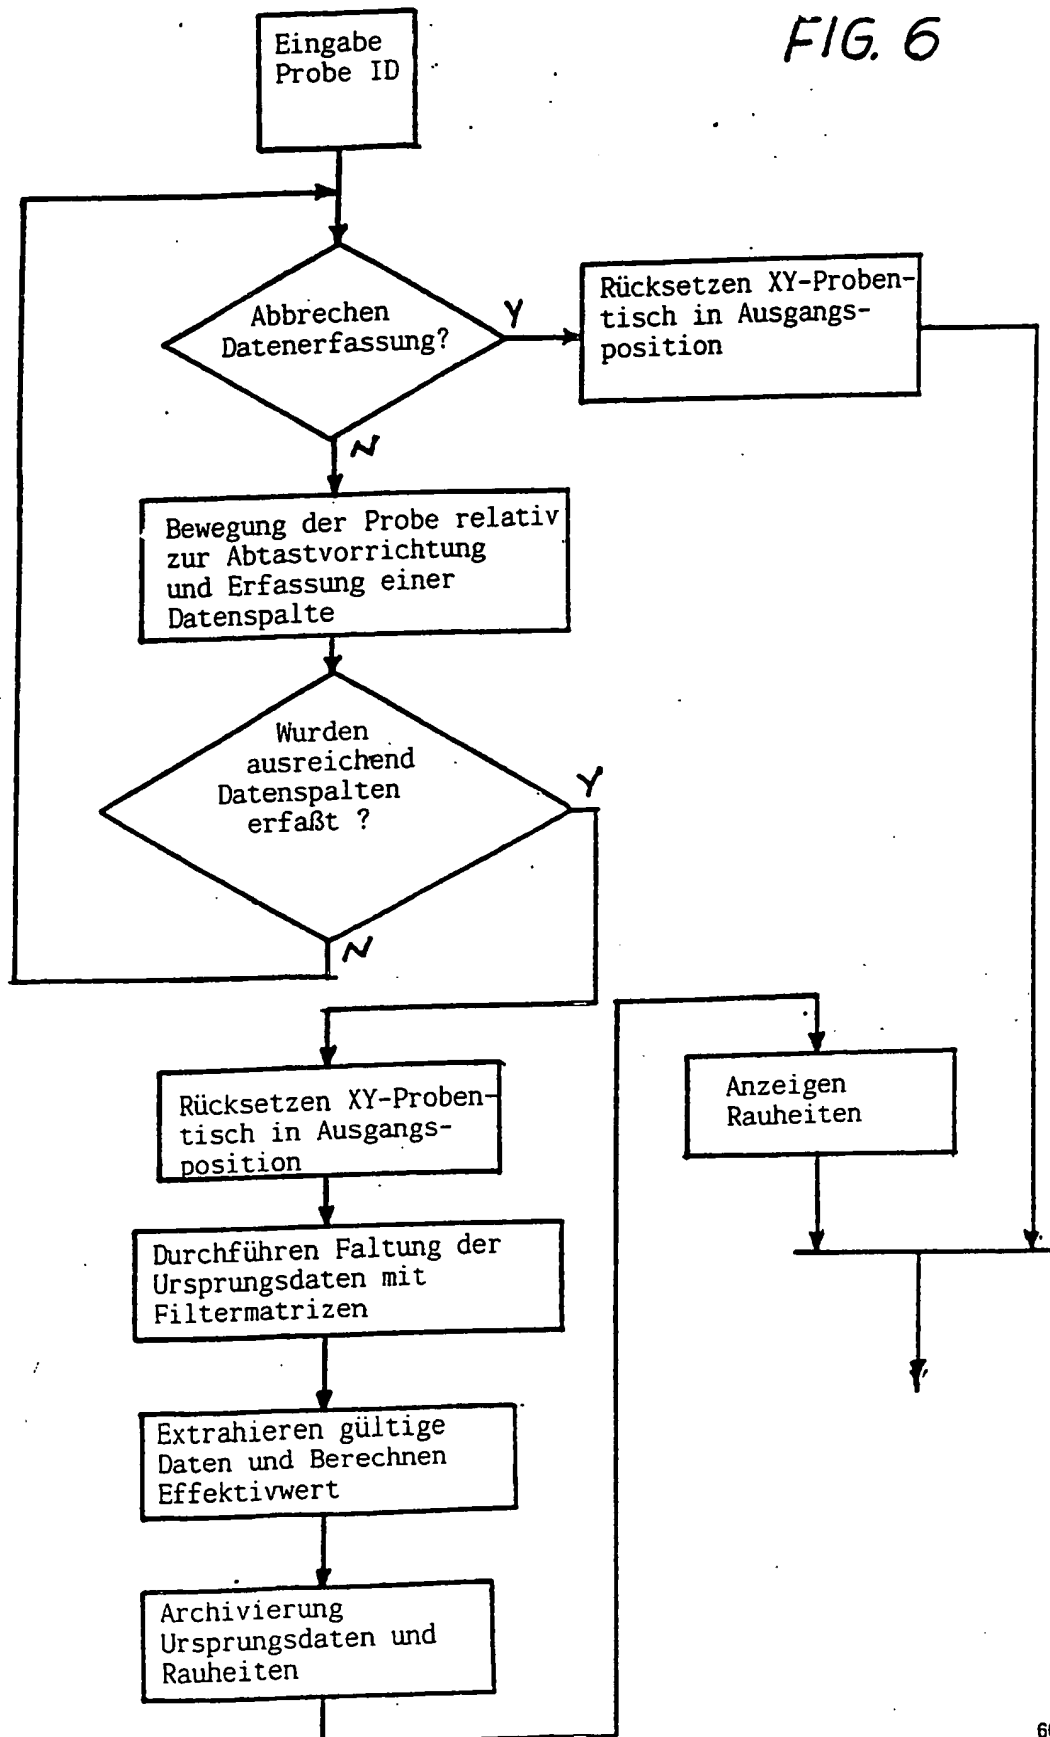 FIG. 6
Eingabe
Probe ID
Abbrechen
Datenerfassung?
Y
Rücksetzen XY-Proben-
tisch in Ausgangs-
position
N
Bewegung der Probe relativ
zur Abtastvorrichtung
und Erfassung einer
Datenspalte
Wurden
ausreichend
Datenspalten
erfaßt ?
Y
N
Rücksetzen XY-Proben-
tisch in Ausgangs-
position
Anzeigen
Rauheiten
Durchführen Faltung der
Ursprungsdaten mit
Filtermatrizen
Extrahieren gültige
Daten und Berechnen
Effektivwert
Archivierung
Ursprungsdaten und
Rauheiten